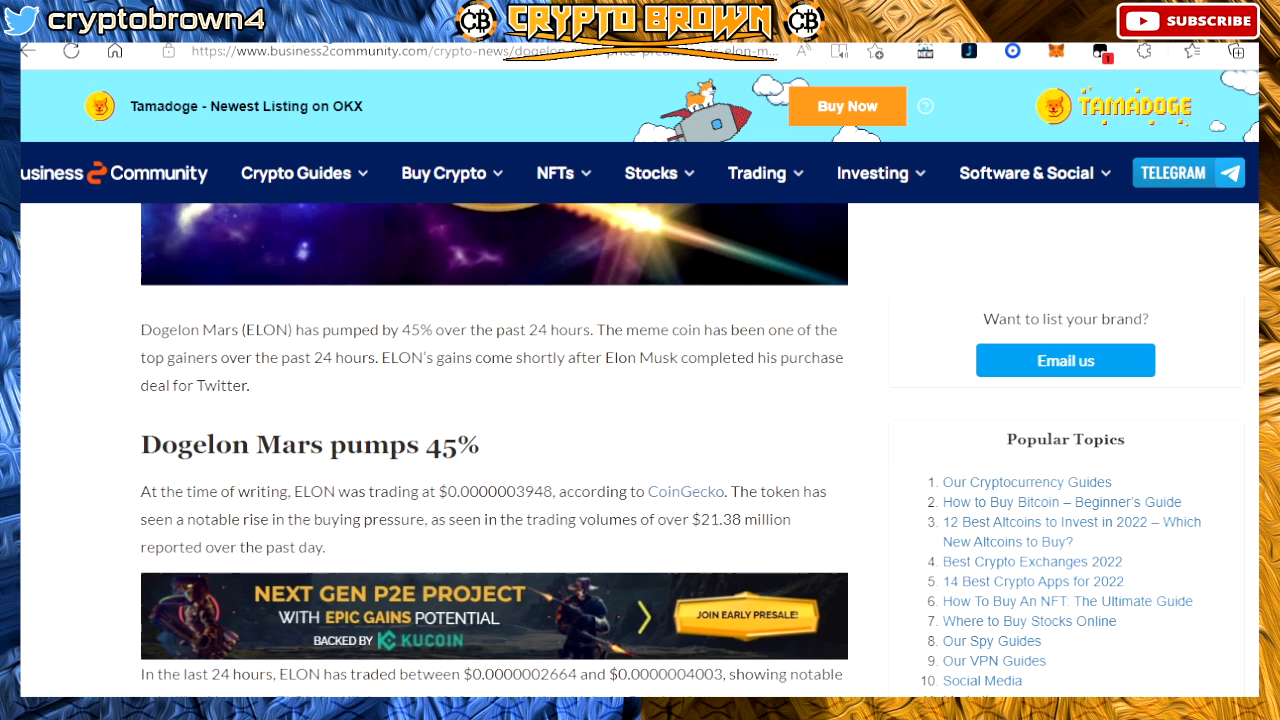 cryptobrown4
CB CRYPTO BROWN CB
SUBSCRIBE
https://www.business2community.com/crypto-news/dogelon
elon-m...
Tamadoge - Newest Listing on OKX
Buy Now
TAMADOGE
usiness 2 Community
Crypto Guides
Buy Crypto
NFTs
Stocks
Trading
Investing
Software & Social
TELEGRAM
Dogelon Mars (ELON) has pumped by 45% over the past 24 hours. The meme coin has been one of the
top gainers over the past 24 hours. ELON’s gains come shortly after Elon Musk completed his purchase
deal for Twitter.
Dogelon Mars pumps 45%
At the time of writing, ELON was trading at $0.0000003948, according to CoinGecko. The token has
seen a notable rise in the buying pressure, as seen in the trading volumes of over $21.38 million
reported over the past day.
NEXT GEN P2E PROJECT
WITH EPIC GAINS POTENTIAL
BACKED BY KUCOIN
JOIN EARLY PRESALE!
In the last 24 hours, ELON has traded between $0.0000002664 and $0.0000004003, showing notable
Want to list your brand?
Email us
Popular Topics
1. Our Cryptocurrency Guides
2. How to Buy Bitcoin – Beginner’s Guide
3. 12 Best Altcoins to Invest in 2022 – Which
New Altcoins to Buy?
4. Best Crypto Exchanges 2022
5. 14 Best Crypto Apps for 2022
6. How To Buy An NFT: The Ultimate Guide
7. Where to Buy Stocks Online
8. Our Spy Guides
9. Our VPN Guides
10. Social Media